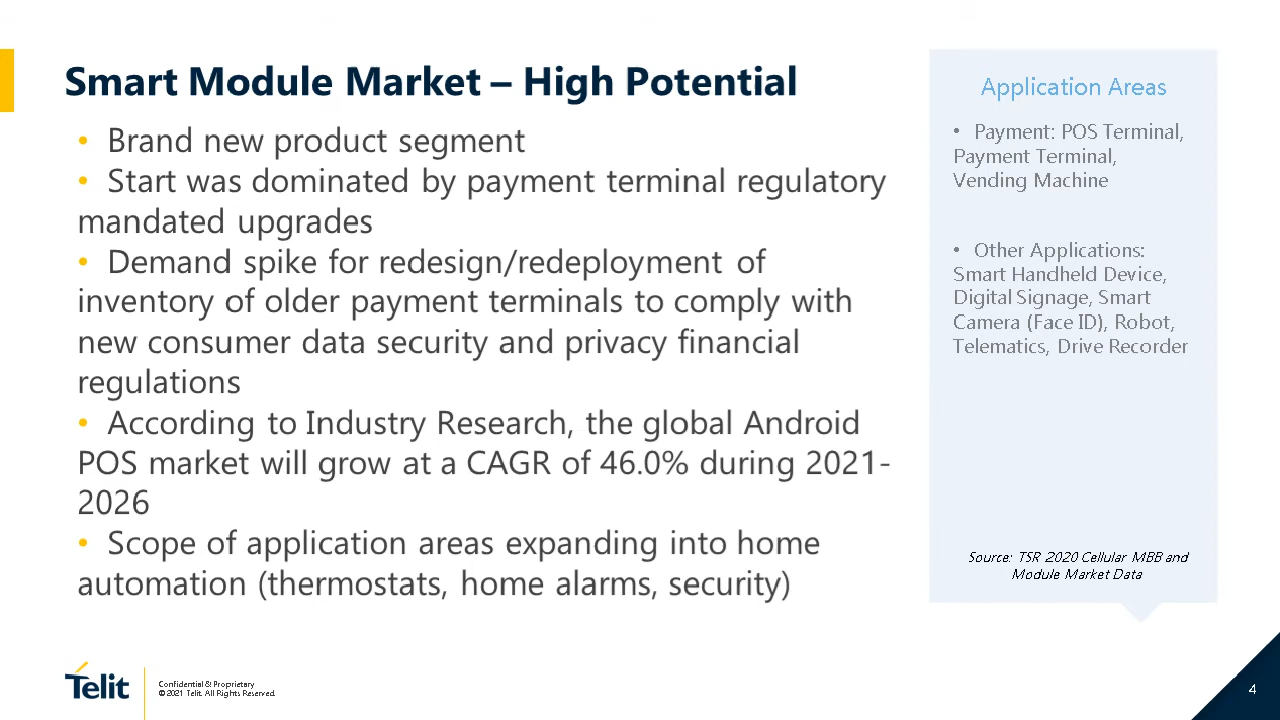 Smart Module Market – High Potential
• Brand new product segment
• Start was dominated by payment terminal regulatory
mandated upgrades
• Demand spike for redesign/redeployment of
inventory of older payment terminals to comply with
new consumer data security and privacy financial
regulations
• According to Industry Research, the global Android
POS market will grow at a CAGR of 46.0% during 2021-
2026
• Scope of application areas expanding into home
automation (thermostats, home alarms, security)
Application Areas
• Payment: POS Terminal,
Payment Terminal,
Vending Machine
• Other Applications:
Smart Handheld Device,
Digital Signage, Smart
Camera (Face ID), Robot,
Telematics, Drive Recorder
Source: TSR 2020 Cellular MBB and
Module Market Data
Telit
Confidential & Proprietary
© 2021 Telit. All Rights Reserved.
4